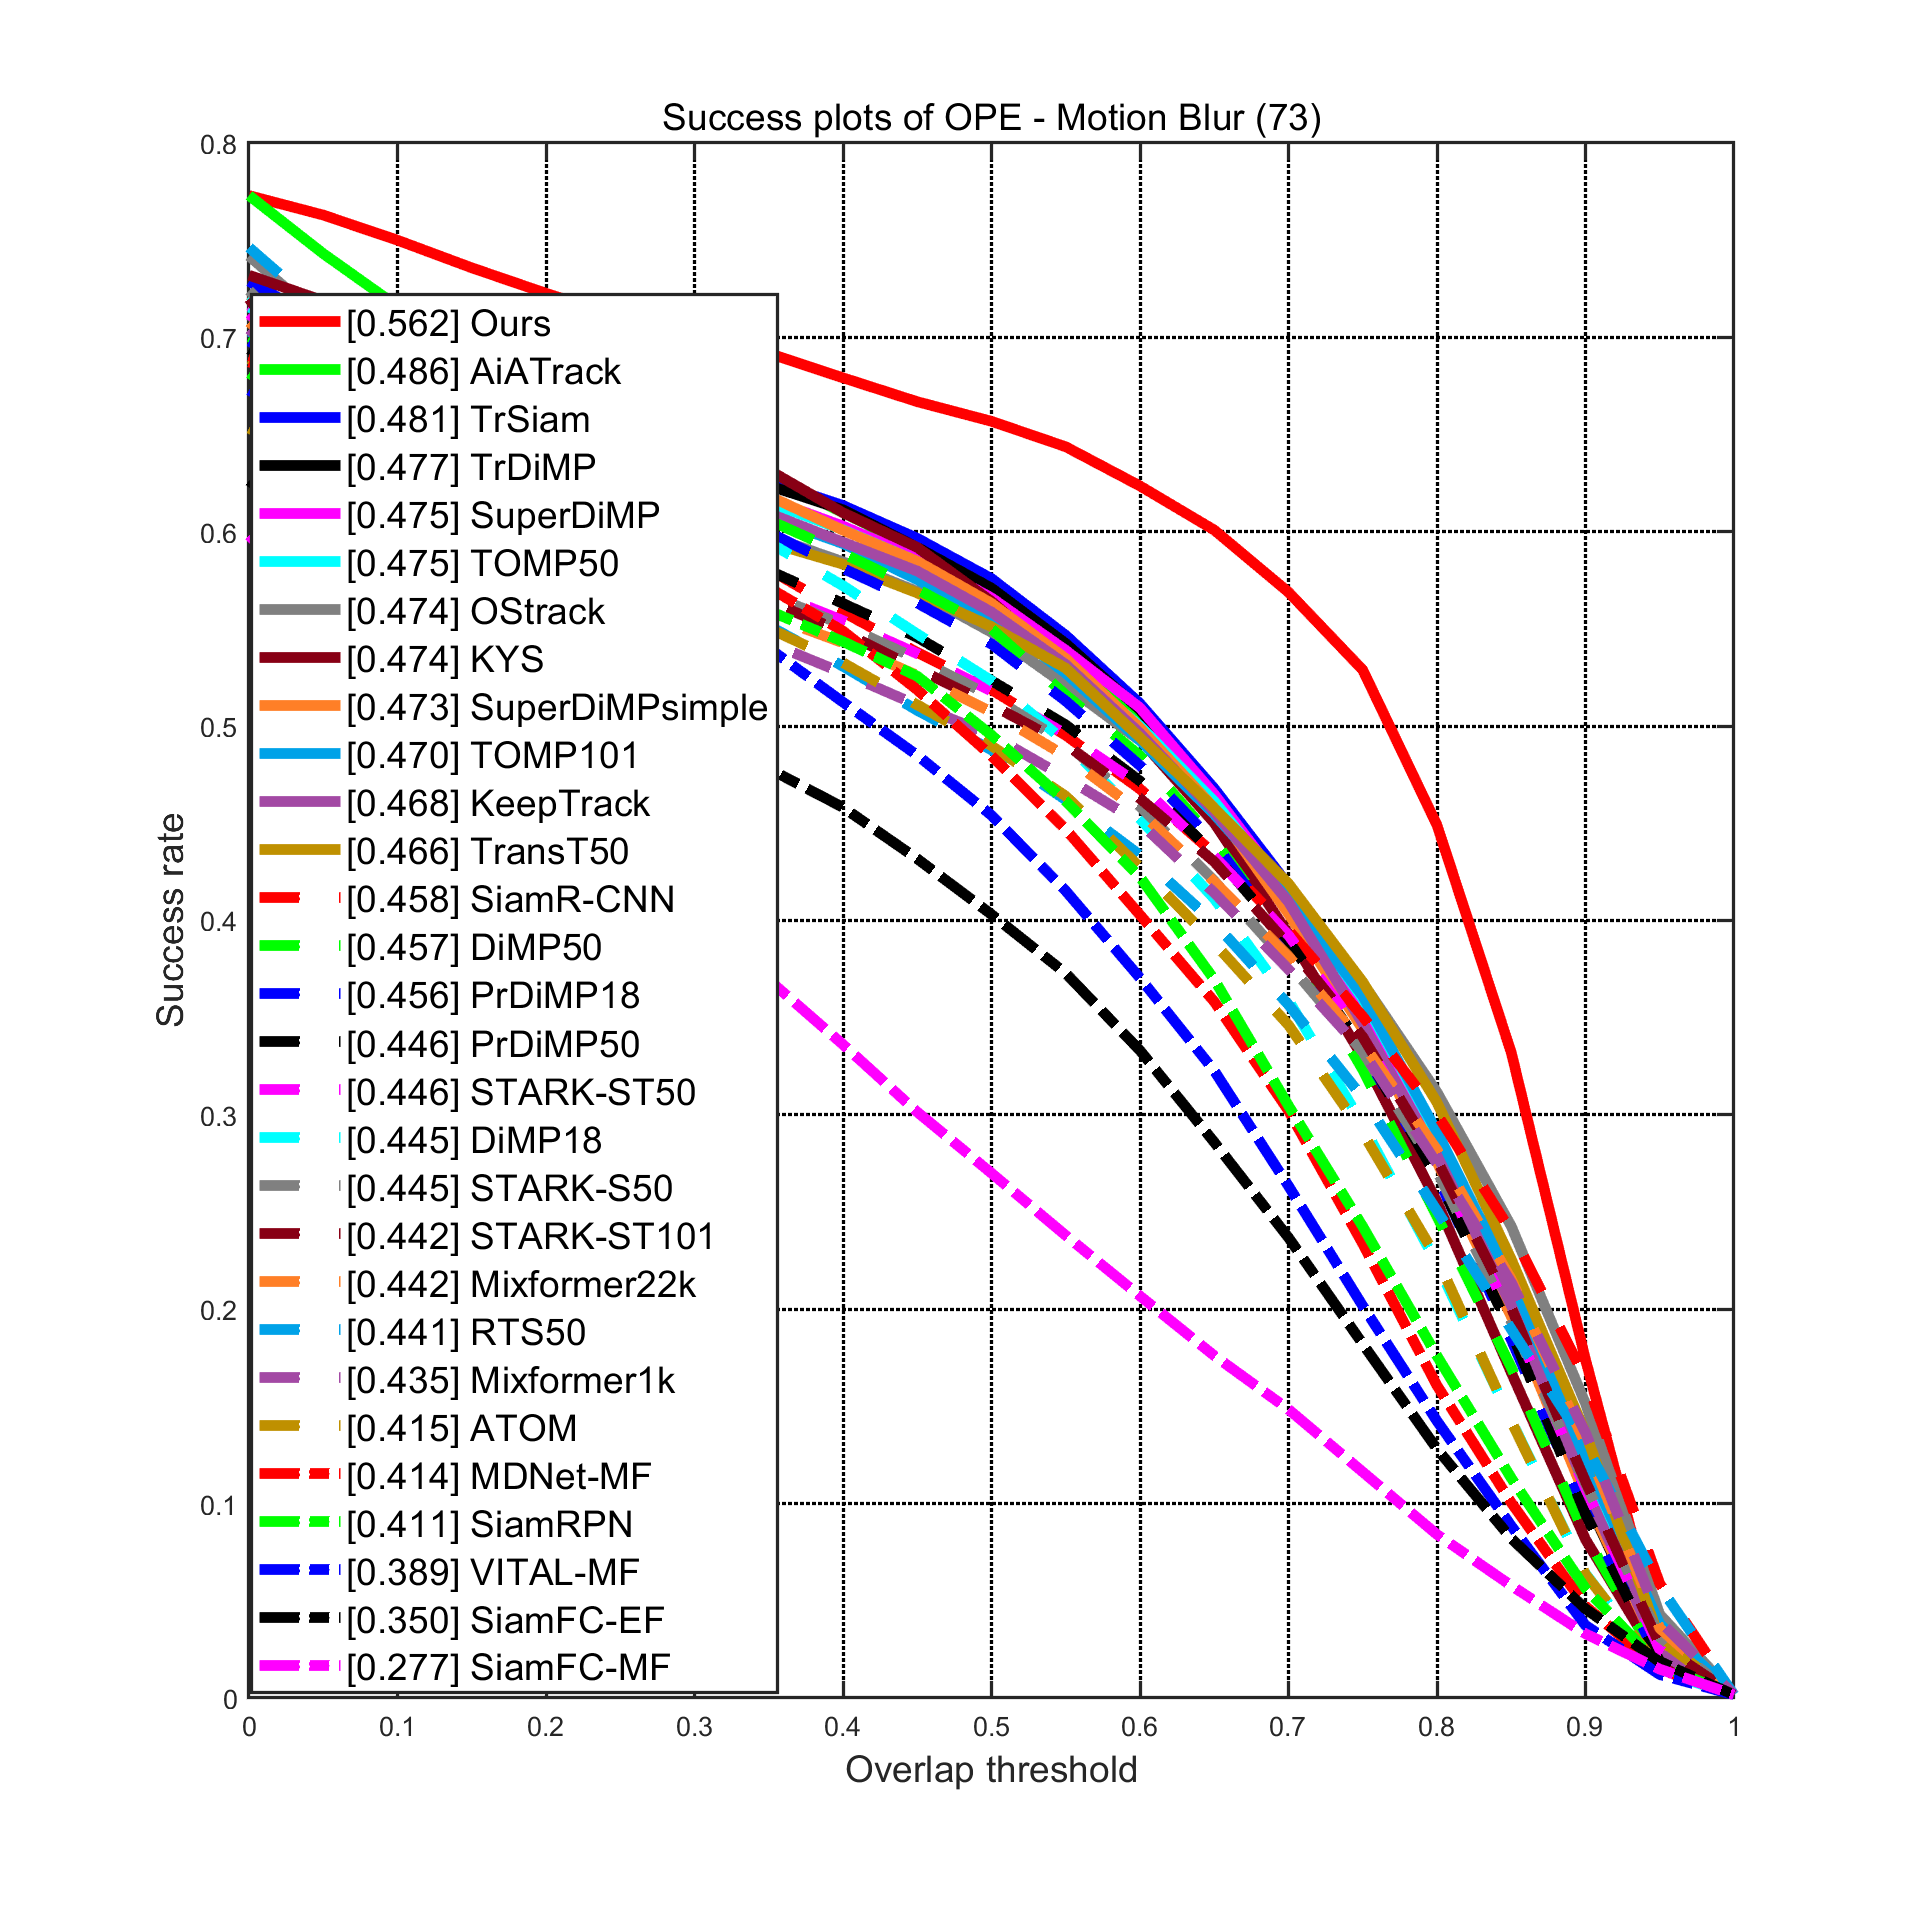 Success plots of OPE - Motion Blur (73)
0.8
0.7
0.6
0.5
0.4
0.3
0.2
0.1
0
Success rate
[0.562] Ours
[0.486] AiATrack
[0.481] TrSiam
[0.477] TrDiMP
[0.475] SuperDiMP
[0.475] TOMP50
[0.474] OStrack
[0.474] KYS
[0.473] SuperDiMPsimple
[0.470] TOMP101
[0.468] KeepTrack
[0.466] TransT50
[0.458] SiamR-CNN
[0.457] DiMP50
[0.456] PrDiMP18
[0.446] PrDiMP50
[0.446] STARK-ST50
[0.445] DiMP18
[0.445] STARK-S50
[0.442] STARK-ST101
[0.442] Mixformer22k
[0.441] RTS50
[0.435] Mixformer1k
[0.415] ATOM
[0.414] MDNet-MF
[0.411] SiamRPN
[0.389] VITAL-MF
[0.350] SiamFC-EF
[0.277] SiamFC-MF
0 0.1 0.2 0.3 0.4 0.5 0.6 0.7 0.8 0.9 1
Overlap threshold